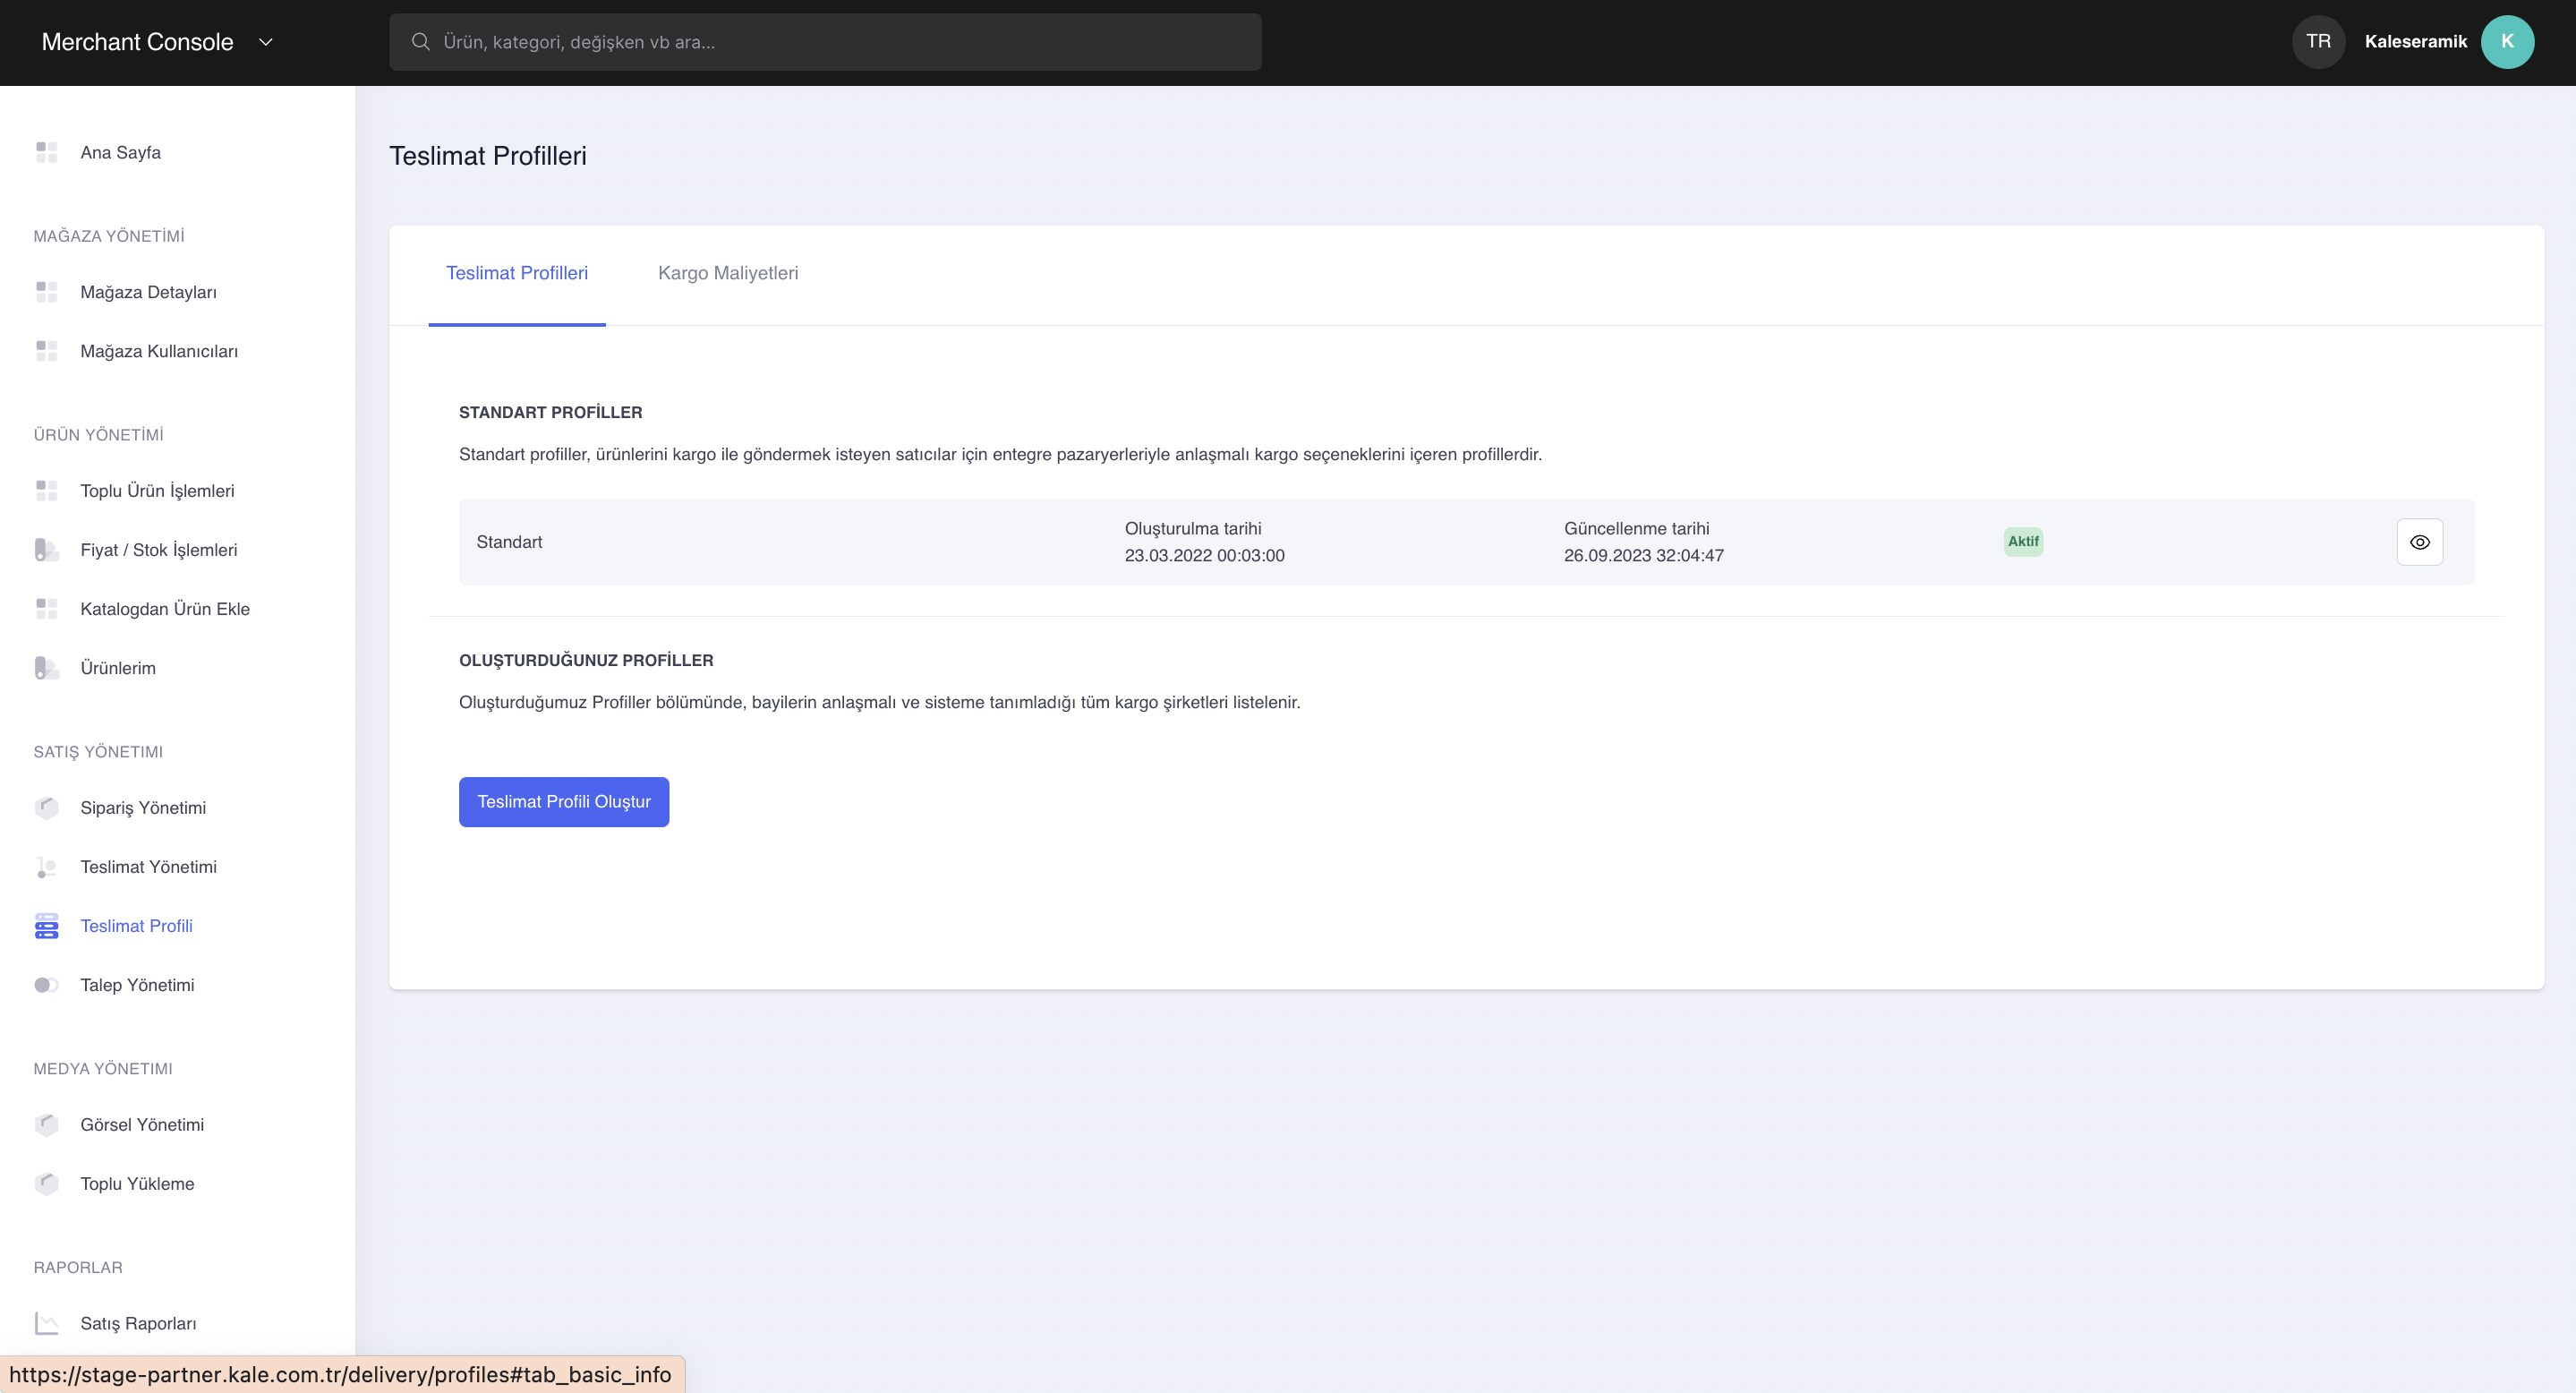 Merchant Console
Ürün, kategori, değişken vb ara...
TR
Kaleseramik
K
Ana Sayfa
MAĞAZA YÖNETİMİ
Mağaza Detayları
Mağaza Kullanıcıları
ÜRÜN YÖNETİMİ
Toplu Ürün İşlemleri
Fiyat / Stok İşlemleri
Katalogdan Ürün Ekle
Ürünlerim
SATIŞ YÖNETIMI
Sipariş Yönetimi
Teslimat Yönetimi
Teslimat Profili
Talep Yönetimi
MEDYA YÖNETIMI
Görsel Yönetimi
Toplu Yükleme
RAPORLAR
Satış Raporları
Teslimat Profilleri
Teslimat Profilleri
Kargo Maliyetleri
STANDART PROFİLLER
Standart profiller, ürünlerini kargo ile göndermek isteyen satıcılar için entegre pazaryerleriyle anlaşmalı kargo seçeneklerini içeren profillerdir.
Standart
Oluşturulma tarihi
23.03.2022 00:03:00
Güncellenme tarihi
26.09.2023 32:04:47
Aktif
OLUŞTURDUĞUNUZ PROFİLLER
Oluşturduğumuz Profiller bölümünde, bayilerin anlaşmalı ve sisteme tanımladığı tüm kargo şirketleri listelenir.
Teslimat Profili Oluştur
https://stage-partner.kale.com.tr/delivery/profiles#tab_basic_info